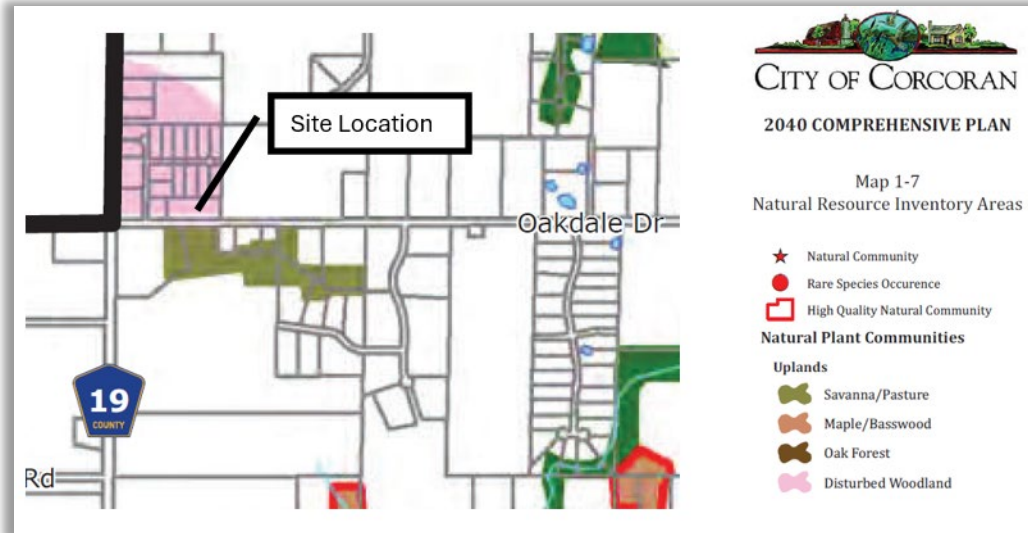 Site Location
Oakdale Dr
19
COUNTY
Rd
CITY OF CORCORAN
2040 COMPREHENSIVE PLAN
Map 1-7
Natural Resource Inventory Areas
Natural Community
Rare Species Occurence
High Quality Natural Community
Natural Plant Communities
Uplands
Savanna/Pasture
Maple/Basswood
Oak Forest
Disturbed Woodland